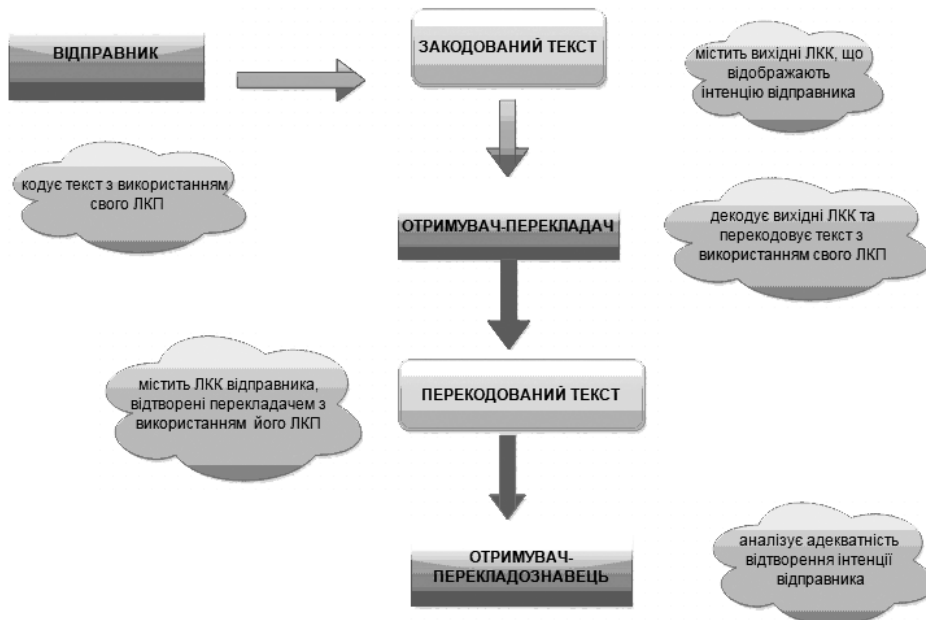 ВІДПРАВНИК
ЗАКОДОВАНИЙ ТЕКСТ
містить вихідні ЛКК, що
відображають
інтенцію відправника
кодує текст з використанням
свого ЛКП
ОТРИМУВАЧ-ПЕРЕКЛАДАЧ
декодує вихідні ЛКК та
перекодовує текст з
використанням свого ЛКП
містить ЛКК відправника,
відтворені перекладачем з
використанням його ЛКП
ПЕРЕКОДОВАНИЙ ТЕКСТ
ОТРИМУВАЧ-
ПЕРЕКЛАДОЗНАВЕЦЬ
аналізує адекватність
відтворення інтенції
відправника